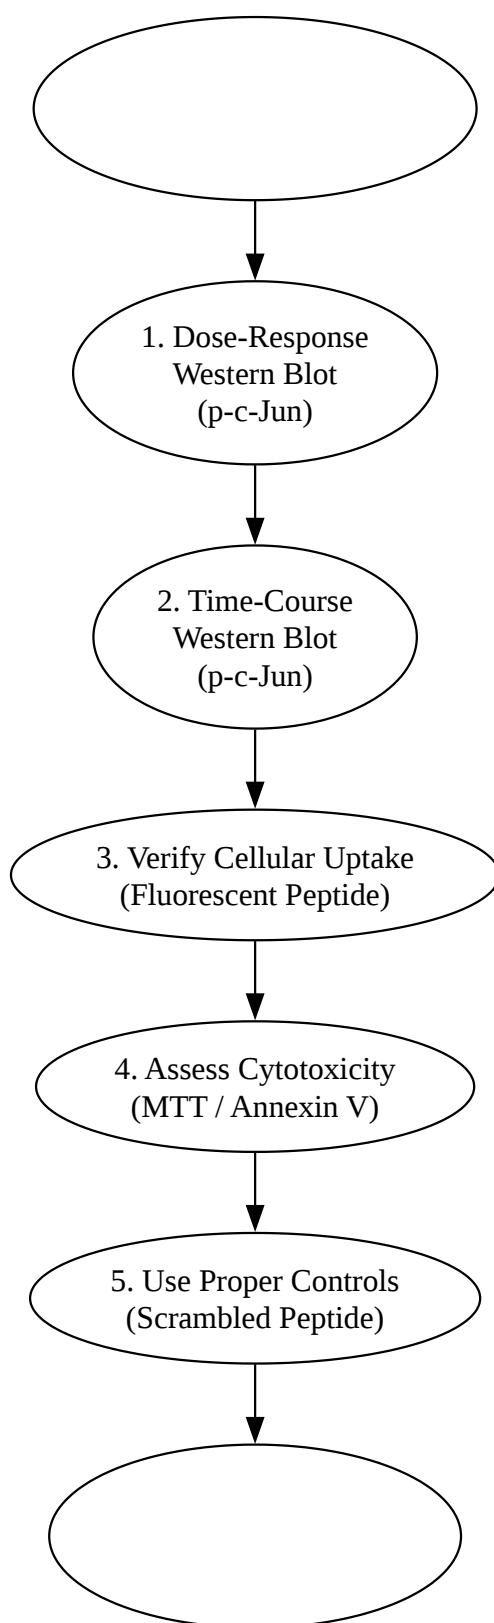 1. Dose-Response
Western Blot
(p-c-Jun)
2. Time-Course
Western Blot
(p-c-Jun)
3. Verify Cellular Uptake
(Fluorescent Peptide)
4. Assess Cytotoxicity
(MTT / Annexin V)
5. Use Proper Controls
(Scrambled Peptide)